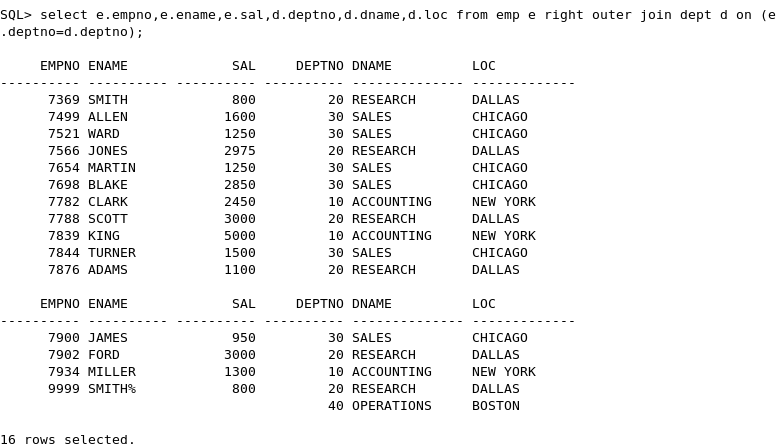 SQL> select e.empno,e.ename,e.sal,d.deptno,d.dname,d.loc from emp e right outer join dept d on (e
.deptno=d.deptno);
     EMPNO ENAME             SAL     DEPTNO DNAME          LOC
---------- ---------- ---------- ---------- -------------- -------------
      7369 SMITH             800         20 RESEARCH       DALLAS
      7499 ALLEN            1600         30 SALES          CHICAGO
      7521 WARD             1250         30 SALES          CHICAGO
      7566 JONES            2975         20 RESEARCH       DALLAS
      7654 MARTIN           1250         30 SALES          CHICAGO
      7698 BLAKE            2850         30 SALES          CHICAGO
      7782 CLARK            2450         10 ACCOUNTING     NEW YORK
      7788 SCOTT            3000         20 RESEARCH       DALLAS
      7839 KING             5000         10 ACCOUNTING     NEW YORK
      7844 TURNER           1500         30 SALES          CHICAGO
      7876 ADAMS            1100         20 RESEARCH       DALLAS
     EMPNO ENAME             SAL     DEPTNO DNAME          LOC
---------- ---------- ---------- ---------- -------------- -------------
      7900 JAMES             950         30 SALES          CHICAGO
      7902 FORD             3000         20 RESEARCH       DALLAS
      7934 MILLER           1300         10 ACCOUNTING     NEW YORK
      9999 SMITH%            800         20 RESEARCH       DALLAS
                                         40 OPERATIONS     BOSTON
16 rows selected.